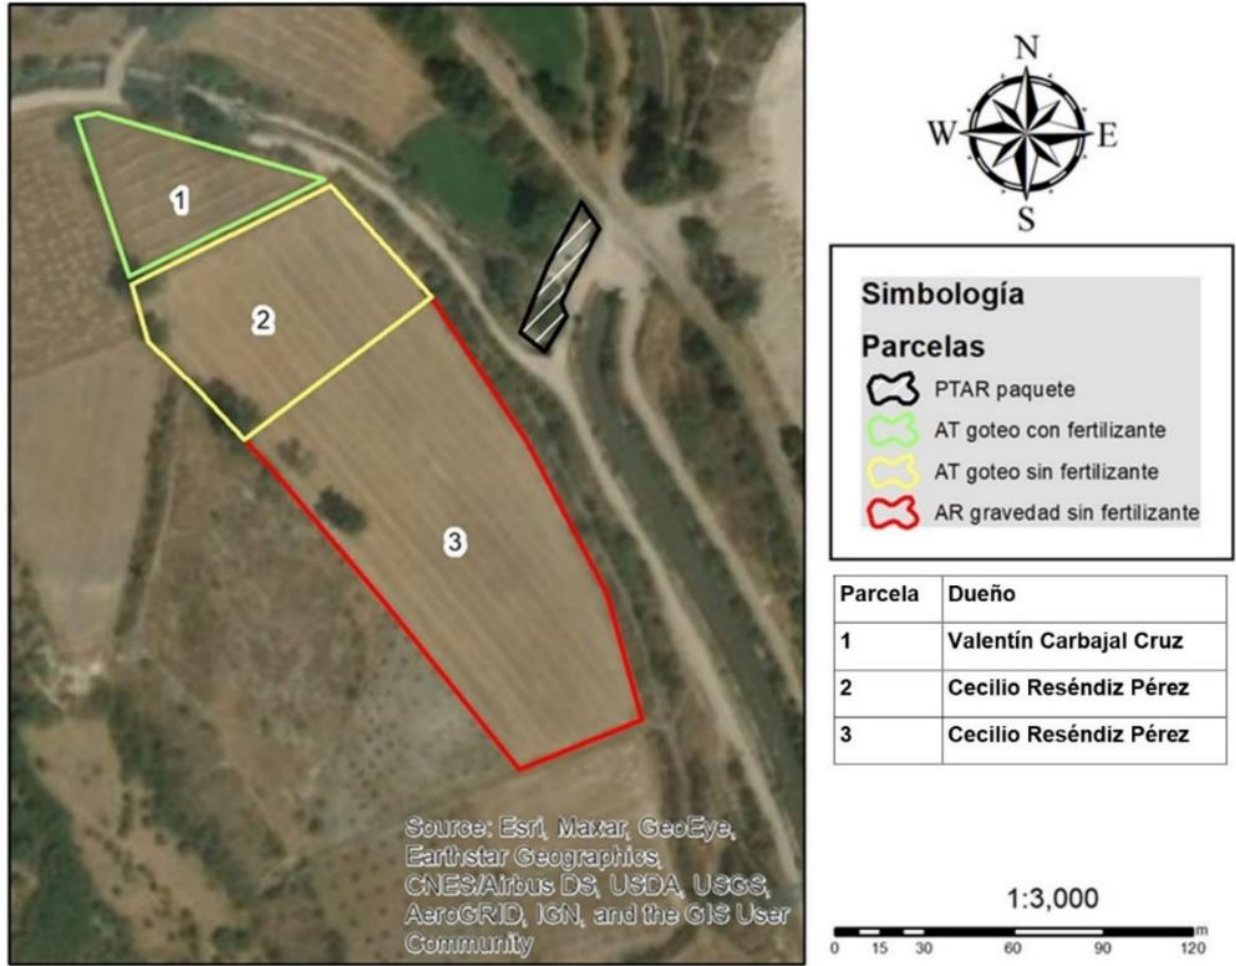 1
2
3
Source: Esri, Maxar, GeoEye,
Earthstar Geographics,
CNES/Airbus DS, USDA, USGS,
AeroGRID, IGN, and the GIS User
Community
N
W E
S
Simbología
Parcelas
PTAR paquete
AT goteo con fertilizante
AT goteo sin fertilizante
AR gravedad sin fertilizante
Parcela Dueño
1 Valentín Carbajal Cruz
2 Cecilio Reséndiz Pérez
3 Cecilio Reséndiz Pérez
1:3,000
m
0 15 30 60 90 120